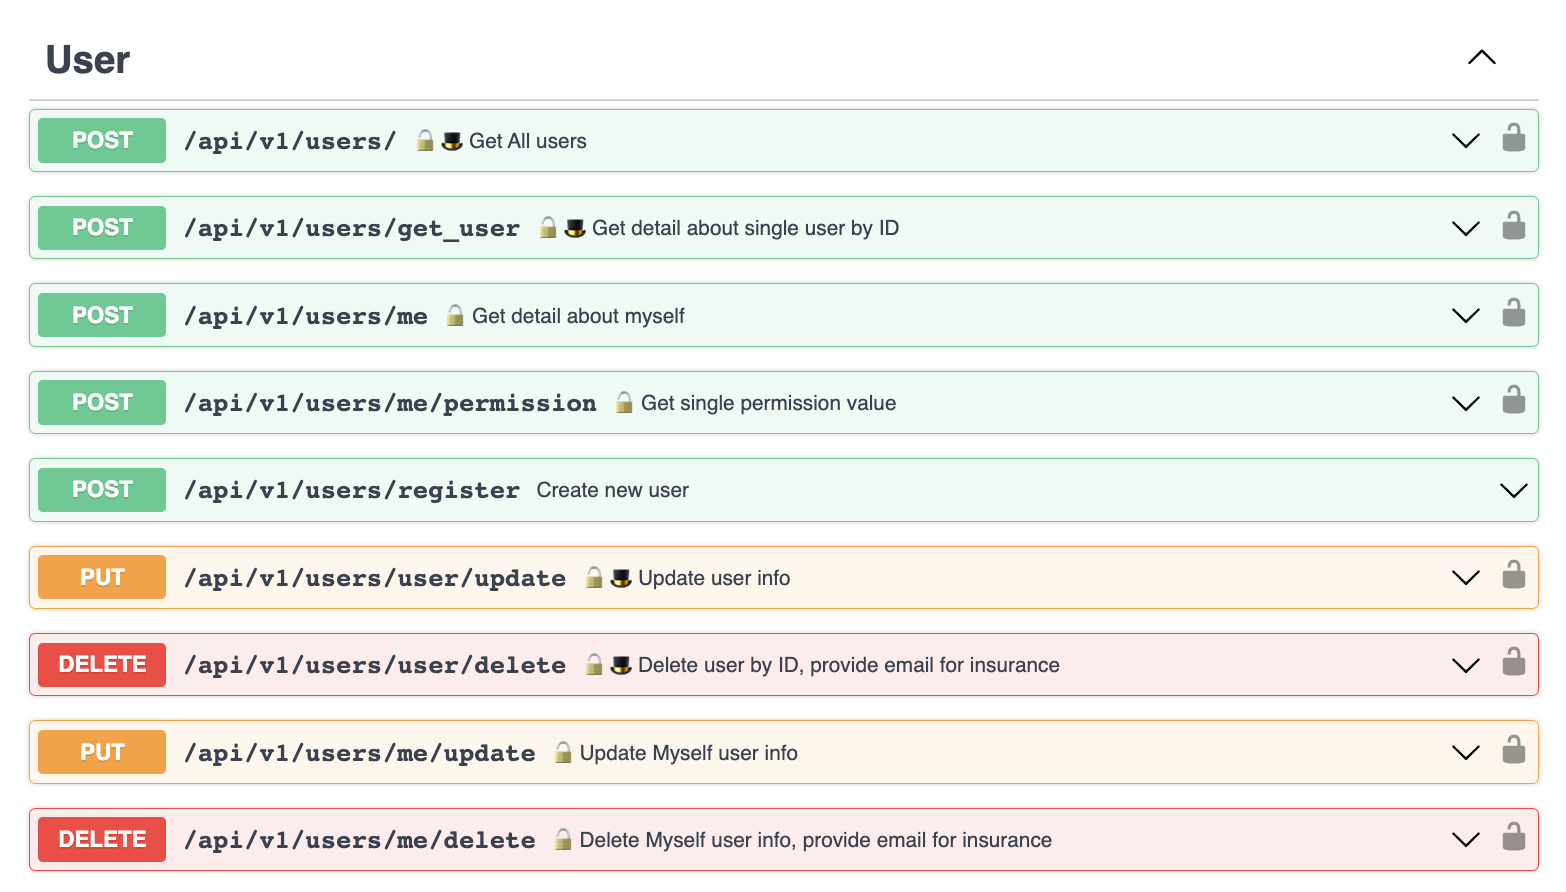 User
POST /api/v1/users/ 🔒🎩 Get All users
POST /api/v1/users/get_user 🔒🎩 Get detail about single user by ID
POST /api/v1/users/me 🔒 Get detail about myself
POST /api/v1/users/me/permission 🔒 Get single permission value
POST /api/v1/users/register Create new user
PUT /api/v1/users/user/update 🔒🎩 Update user info
DELETE /api/v1/users/user/delete 🔒🎩 Delete user by ID, provide email for insurance
PUT /api/v1/users/me/update 🔒 Update Myself user info
DELETE /api/v1/users/me/delete 🔒 Delete Myself user info, provide email for insurance